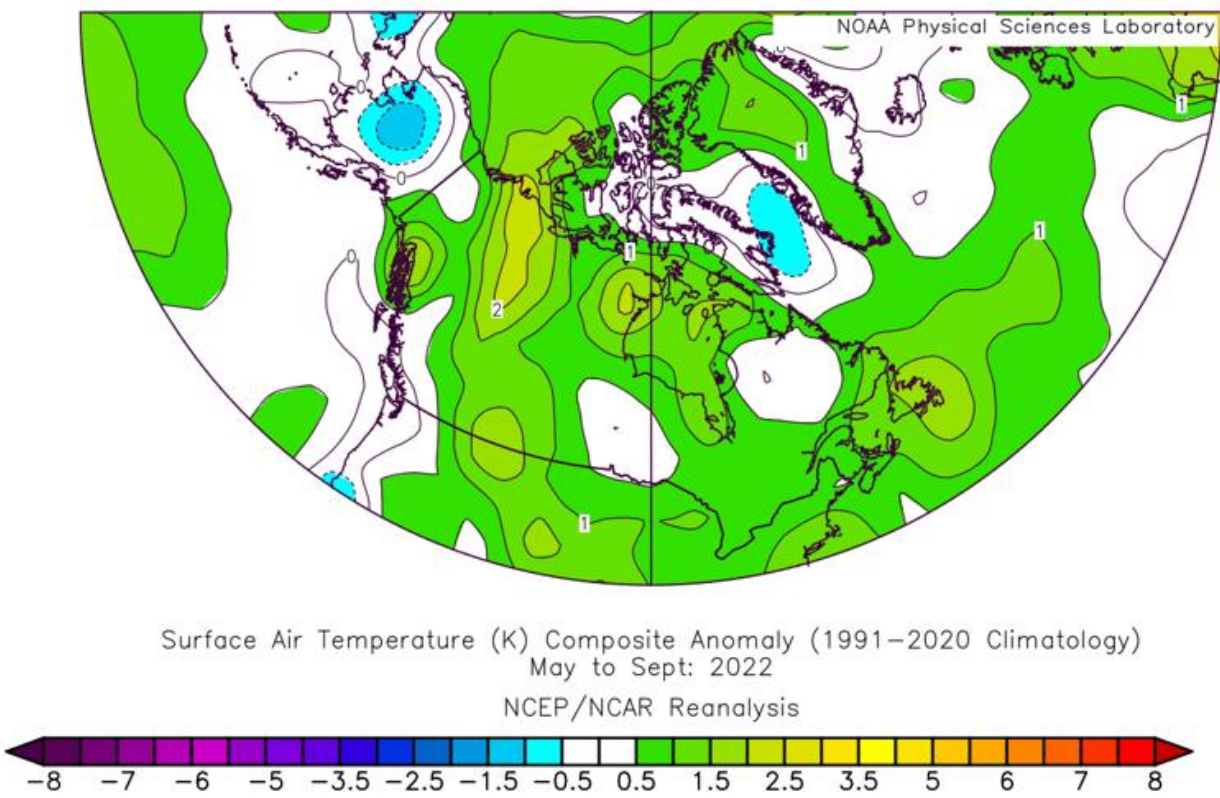 NOAA Physical Sciences Laboratory
0
0
1
1
0
0
1
1
0
2
1
Surface Air Temperature (K) Composite Anomaly (1991-2020 Climatology)
May to Sept: 2022
NCEP/NCAR Reanalysis
-8 -7 -6 -5 -3.5 -2.5 -1.5 -0.5 0.5 1.5 2.5 3.5 5 6 7 8